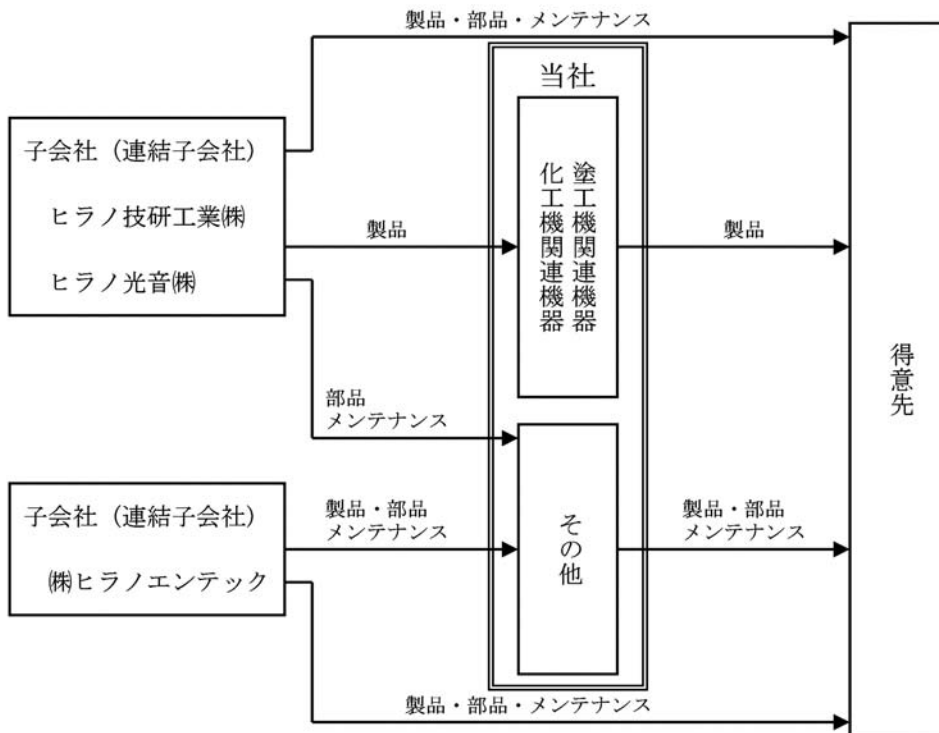 製品・部品・メンテナンス
当社
子会社（連結子会社）
ヒラノ技研工業㈱
ヒラノ光音㈱
製品
塗工機関連機器
化工機関連機器
製品
得意先
部品
メンテナンス
子会社（連結子会社）
㈱ヒラノエンテック
製品・部品
メンテナンス
その他
製品・部品
メンテナンス
製品・部品・メンテナンス